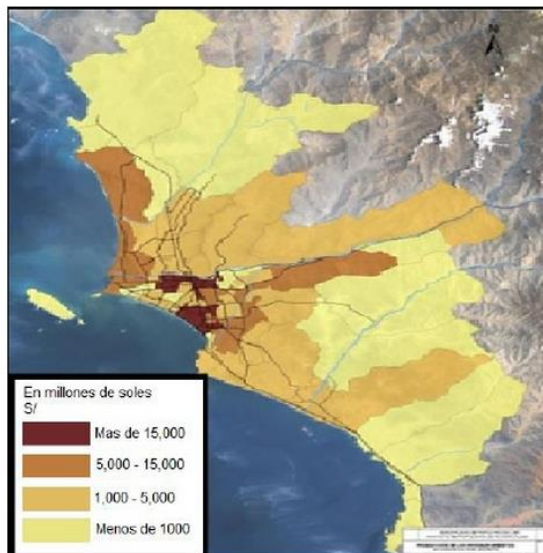 N
En millones de soles
S/
Mas de 15,000
5,000 - 15,000
1,000 - 5,000
Menos de 1000